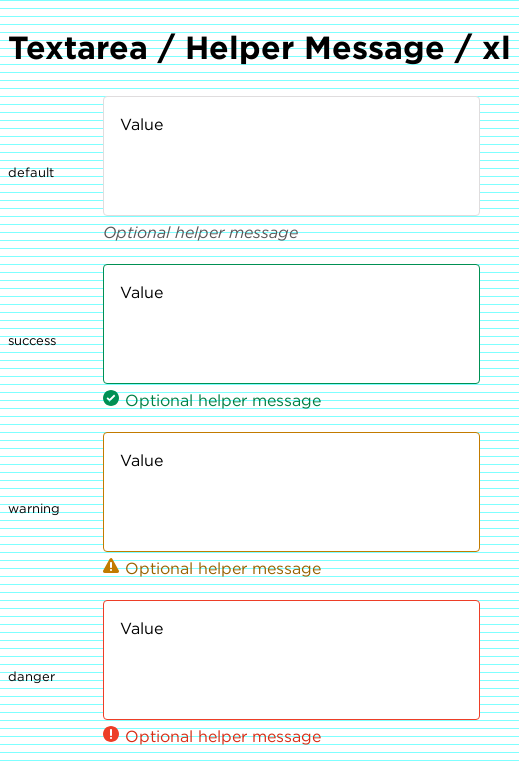 Textarea / Helper Message / xl
Value
default
Optional helper message
Value
success
Optional helper message
Value
warning
Optional helper message
Value
danger
Optional helper message